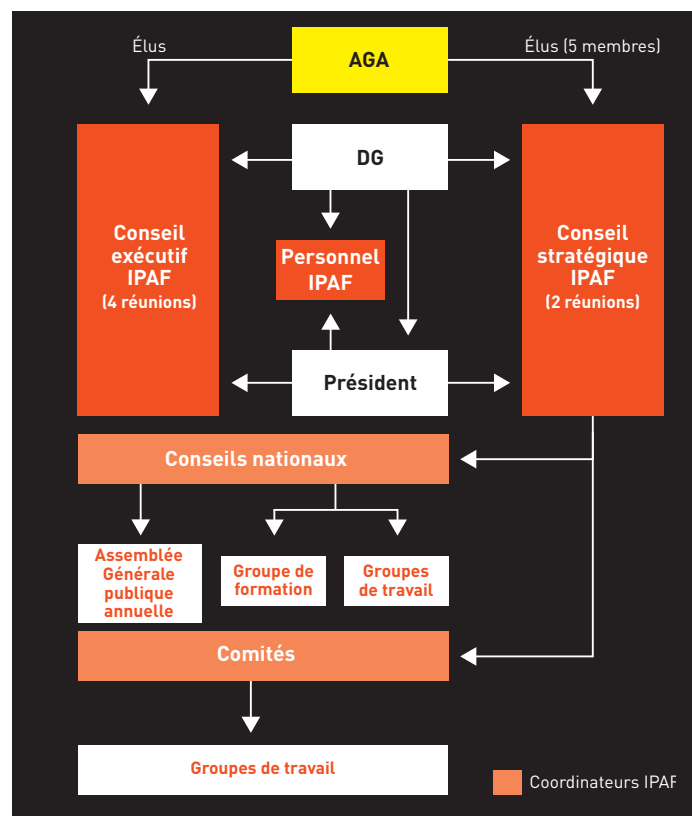 Élus
AGA
Élus (5 membres)
DG
Conseil
exécutif
IPAF
(4 réunions)
Personnel
IPAF
Conseil
stratégique
IPAF
(2 réunions)
Président
Conseils nationaux
Assemblée
Générale
publique
annuelle
Groupe de
formation
Groupes
de travail
Comités
Groupes de travail
Coordinateurs IPAF